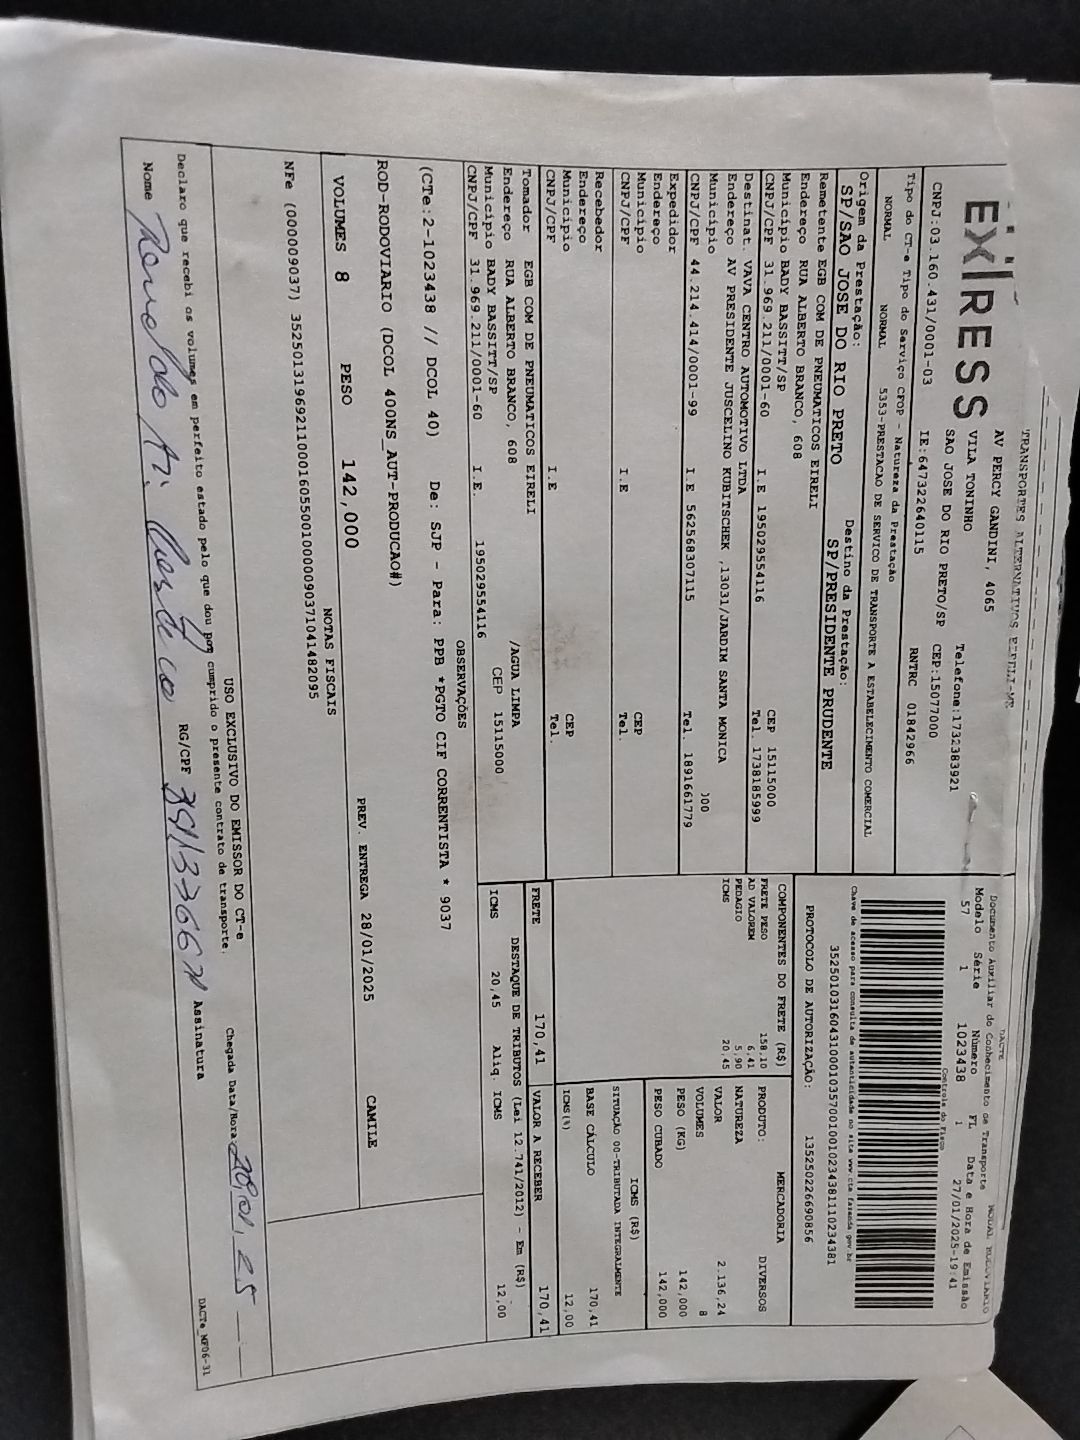 EX|RESS
TRANSPORTES ALTERNATIVOS EIRELI-ME
AV PERCY GANDINI, 4065
VILA TONINHO
SAO JOSE DO RIO PRETO/SP CEP:15077000
Telefone:1732383921
CNPJ:03.160.431/0001-03 IE:647322640115 RNTRC 01842966
DACTE
Documento Auxiliar do Conhecimento de Transporte MODAL RODOVIÁRIO
Modelo Série Número FL Data e Hora de Emissão
57 1 1023438 1 27/01/2025-19:41
Controle do Fisco
Chave de acesso para consulta de autenticidade no site www.cte.fazenda.gov.br
PROTOCOLO DE AUTORIZAÇÃO: 135250226690856
Tipo do CT-e Tipo do Serviço CFOP - Natureza da Prestação
NORMAL NORMAL 5353-PRESTACAO DE SERVICO DE TRANSPORTE A ESTABELECIMENTO COMERCIAL
Origem da Prestação: Destino da Prestação:
SP/SAO JOSE DO RIO PRETO SP/PRESIDENTE PRUDENTE
Remetente EGB COM DE PNEUMATICOS EIRELI
Endereço RUA ALBERTO BRANCO, 608
Município BADY BASSITT/SP CEP 15115000
CNPJ/CPF 31.969.211/0001-60 I.E 195029554116 Tel. 1738185999
Destinat. VAVA CENTRO AUTOMOTIVO LTDA
Endereço AV PRESIDENTE JUSCELINO KUBITSCHEK ,13031/JARDIM SANTA MONICA
Município 000
CNPJ/CPF 44.214.414/0001-99 I.E 562568307115 Tel. 1891661779
Expedidor
Endereço
Município CEP
CNPJ/CPF I.E Tel.
Recebedor
Endereço
Município CEP
CNPJ/CPF I.E Tel.
Tomador EGB COM DE PNEUMATICOS EIRELI
Endereço RUA ALBERTO BRANCO, 608 /AGUA LIMPA
Município BADY BASSITT/SP CEP 15115000
CNPJ/CPF 31.969.211/0001-60 I.E. 195029554116
COMPONENTES DO FRETE (R$)
FRETE PESO 158,10
AD VALOREM 6,41
PEDAGIO 5,90
ICMS 20,45
MERCADORIA
PRODUTO: DIVERSOS
NATUREZA
VALOR 2.136,24
VOLUMES 8
PESO (KG) 142,000
PESO CUBADO 142,000
ICMS (R$)
SITUAÇÃO 00-TRIBUTADA INTEGRALMENTE
BASE CÁLCULO 170,41
ICMS(%) 12,00
FRETE 170,41 VALOR A RECEBER 170,41
DESTAQUE DE TRIBUTOS (Lei 12.741/2012) - Em (R$)
ICMS 20,45 Aliq. ICMS 12,00
OBSERVAÇÕES
(CTe:2-1023438 // DCOL 40) De: SJP - Para: PPB *PGTO CIF CORRENTISTA * 9037
ROD-RODOVIARIO (DCOL 400NS_AUT-PRODUCAO#)
VOLUMES 8 PESO 142,000 PREV. ENTREGA 28/01/2025 CAMILE
NOTAS FISCAIS
NFe (000009037) 35250131969211000160550010000090371041482095
USO EXCLUSIVO DO EMISSOR DO CT-e
Declaro que recebi os volumes em perfeito estado pelo que dou por cumprido o presente contrato de transporte. Chegada Data/Hora 28,01,25
Nome RG/CPF Assinatura
DACTe_MF06-31